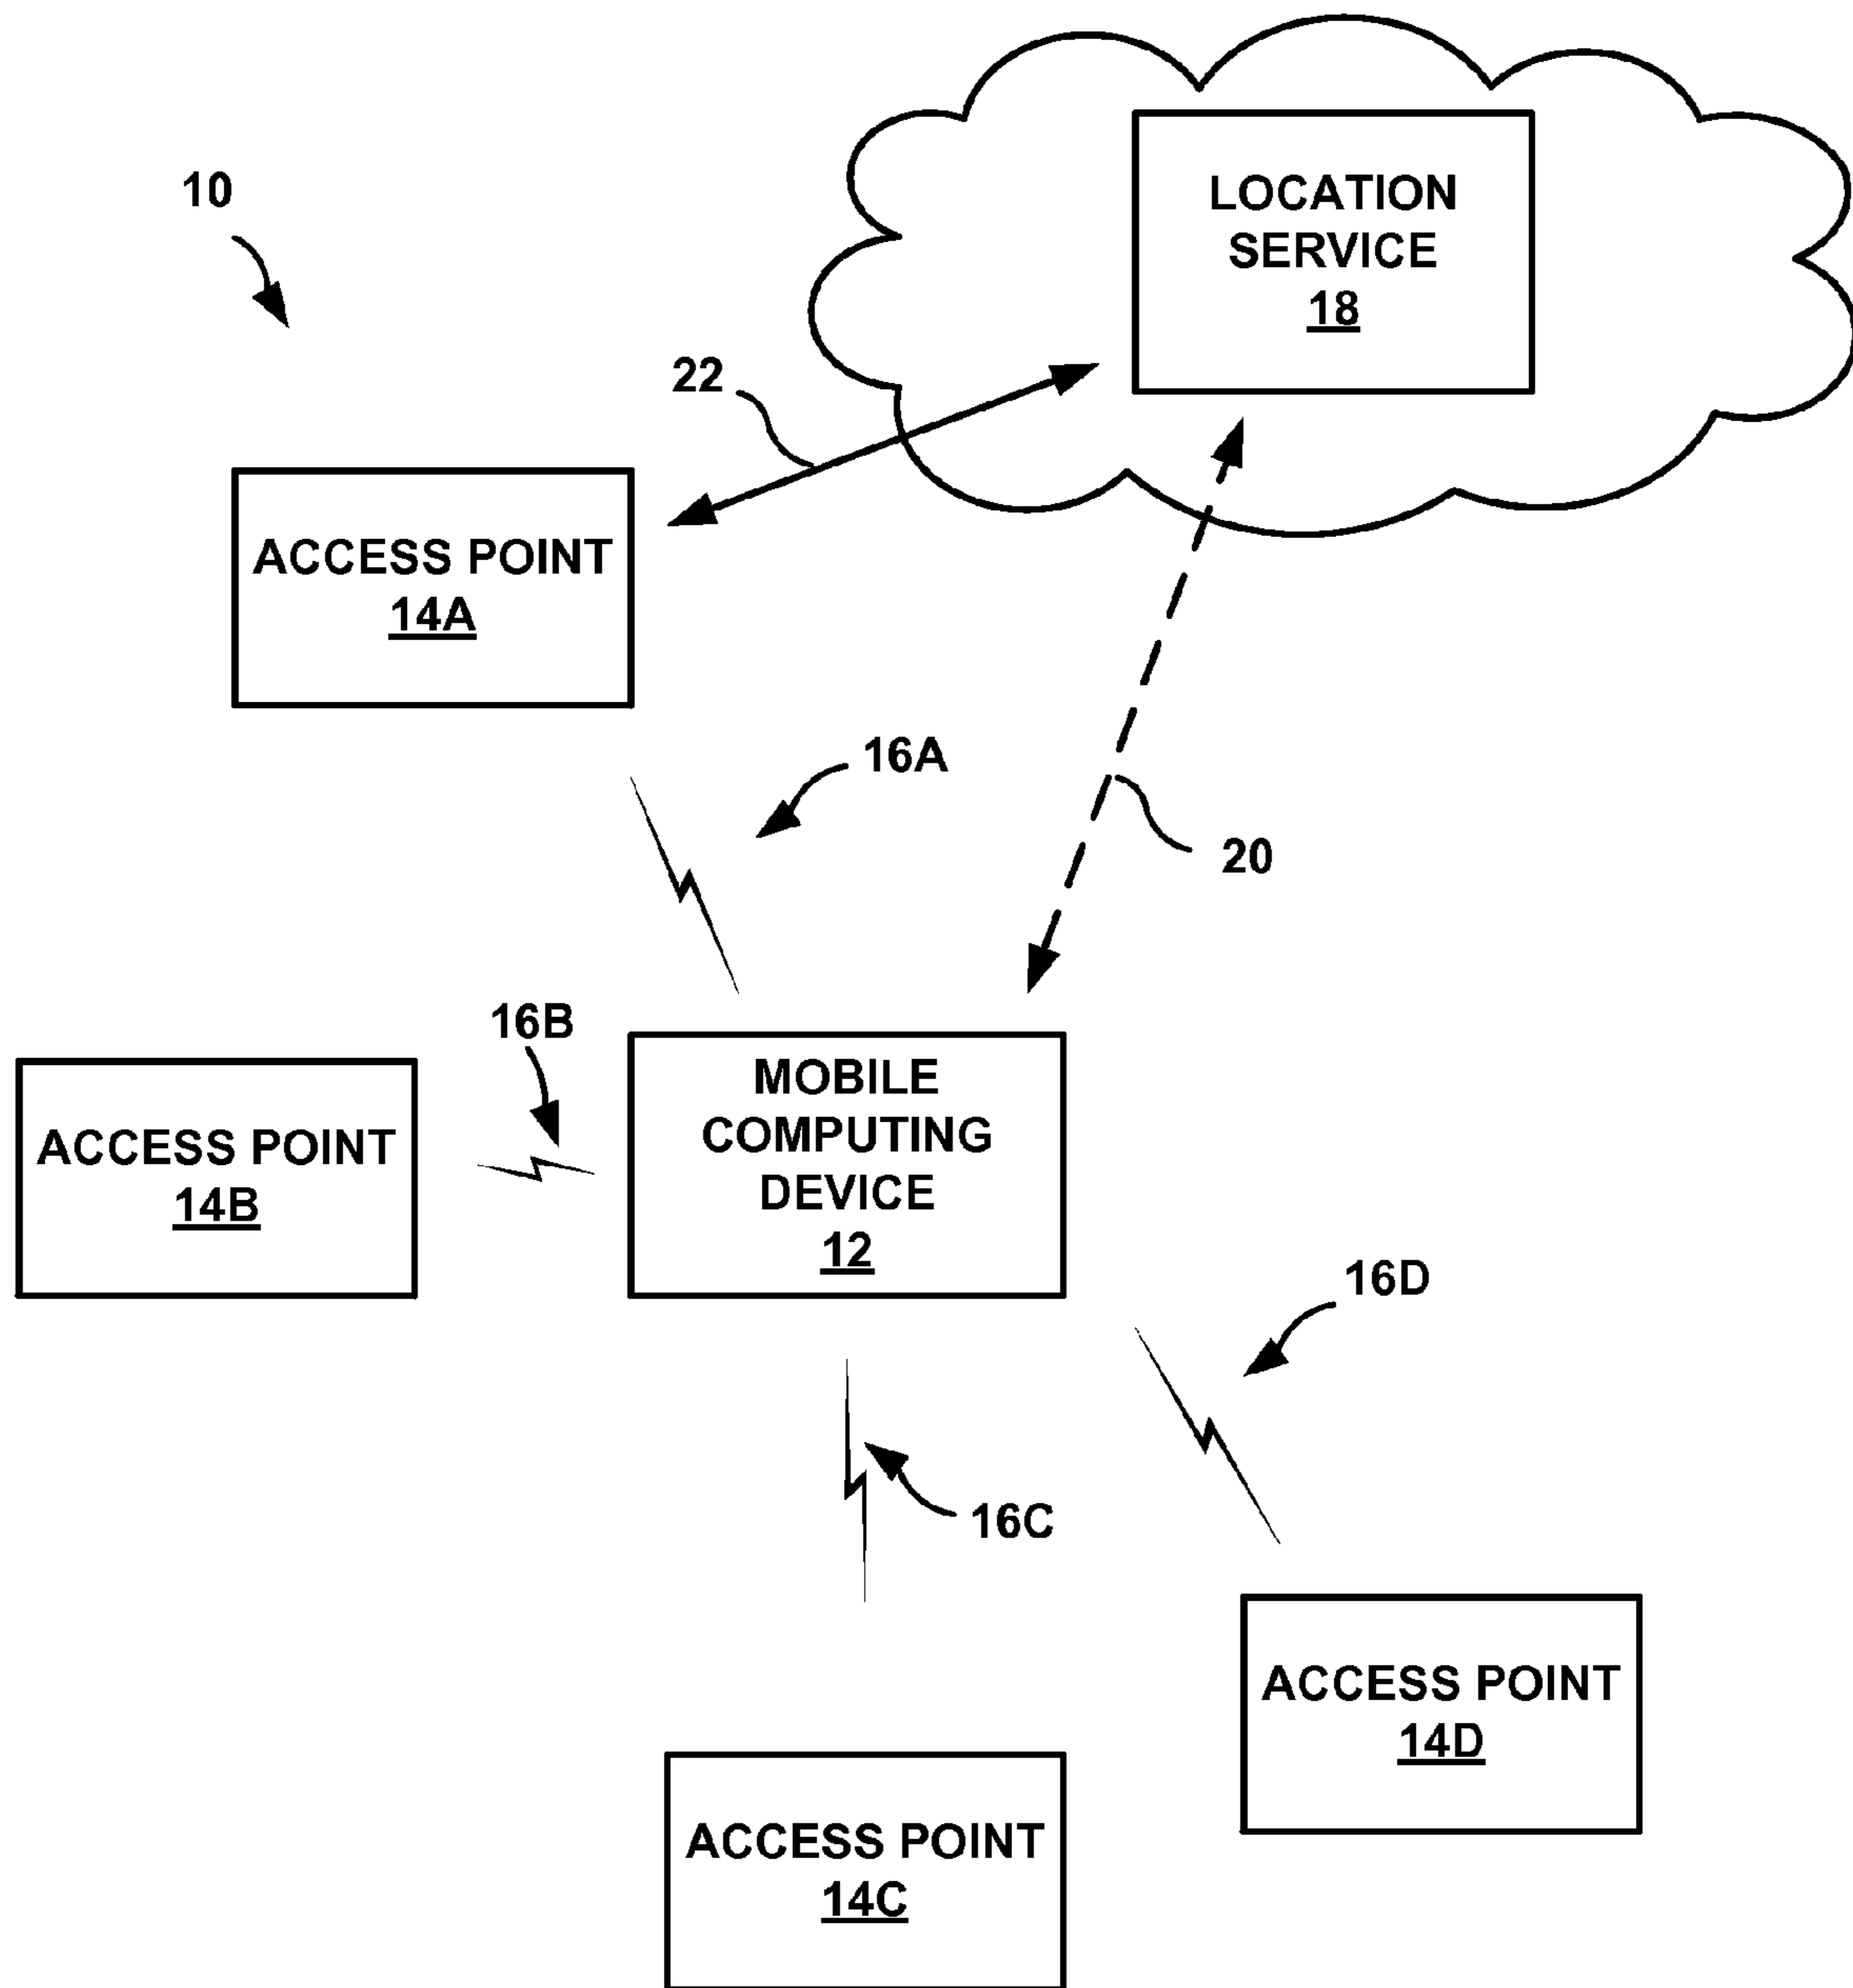 10
LOCATION
SERVICE
18
22
ACCESS POINT
14A
16A
20
16B
MOBILE
COMPUTING
DEVICE
12
ACCESS POINT
14B
16D
16C
ACCESS POINT
14D
ACCESS POINT
14C